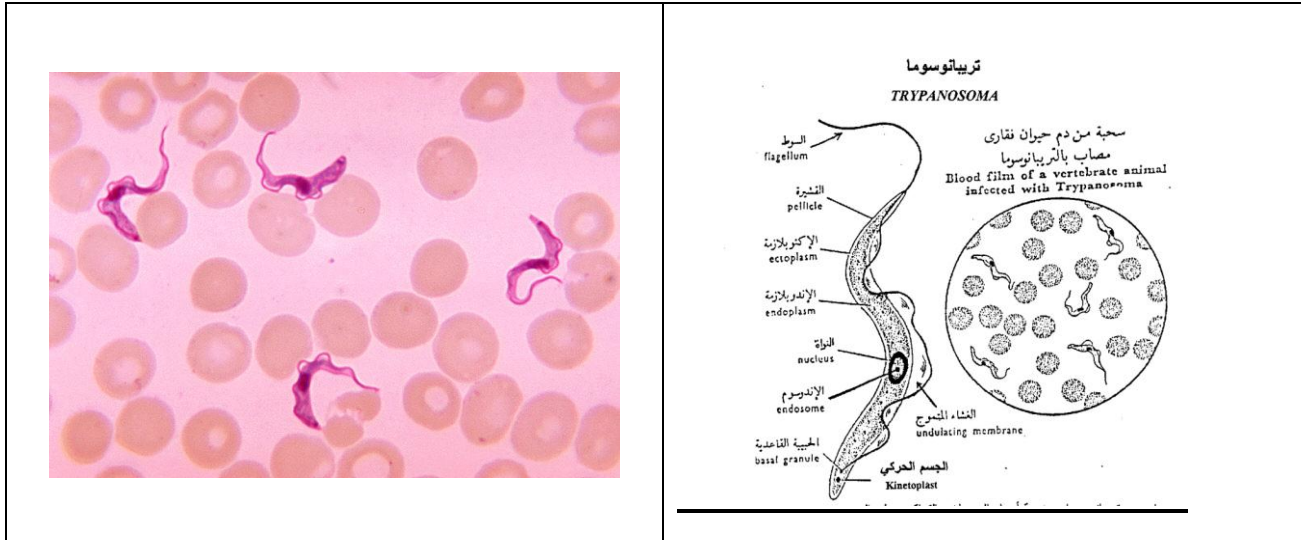 تريبانوسوما
TRYPANOSOMA
السوط
flagellum
القشيرة
pellicle
الإكتوبلازمة
ectoplasm
الإندوبلازمة
endoplasm
النواة
nucleus
الإندوسوم
endosome
الغشاء المتموج
undulating membrane
الحبيبة القاعدية
basal granule
الجسم الحركي
Kinetoplast
سحبة من دم حيوان فقارى
مصاب بالتريبانوسوما
Blood film of a vertebrate animal
infected with Trypanosoma